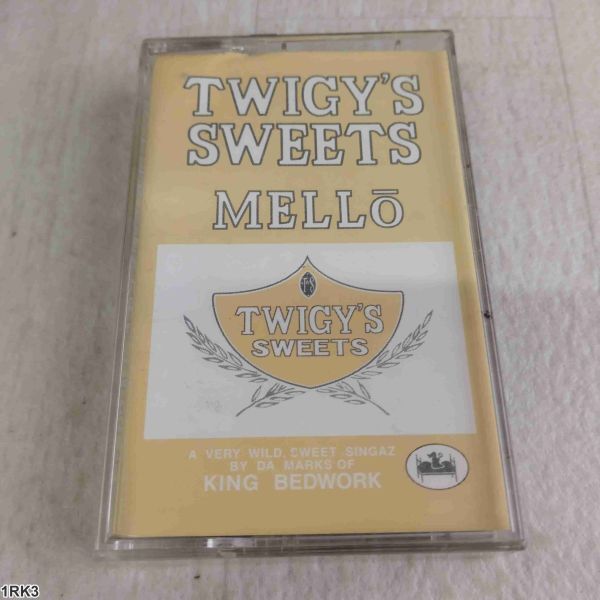 TWIGY'S
SWEETS
MELLŌ
TWIGY'S
SWEETS
A VERY WILD, SWEET SINGAZ
BY DA MARKS OF
KING BEDWORK
1RK3